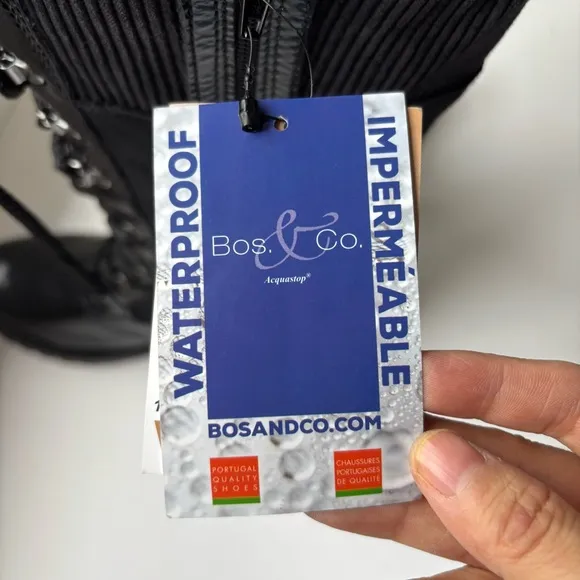 WATERPROOF
Bos. & Co.
Acquastop®
IMPERMÉABLE
BOSANDCO.COM
PORTUGAL
QUALITY
SHOES
CHAUSSURES
PORTUGAISES
DE QUALITÉ